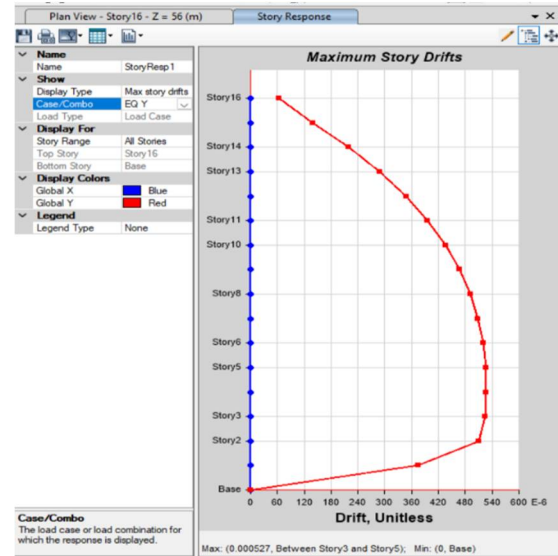 Plan View - Story16 - Z = 56 (m)
Story Response
Name
Name StoryResp1
Show
Display Type Max story drifts
Case/Combo EQ Y
Load Type Load Case
Display For
Story Range All Stories
Top Story Story16
Bottom Story Base
Display Colors
Global X Blue
Global Y Red
Legend
Legend Type None
Case/Combo
The load case or load combination for
which the response is displayed.
Maximum Story Drifts
Story16
Story14
Story13
Story11
Story10
Story8
Story6
Story5
Story3
Story2
Base
0 60 120 180 240 300 360 420 480 540 600 E-6
Drift, Unitless
Max: (0.000527, Between Story3 and Story5); Min: (0, Base)